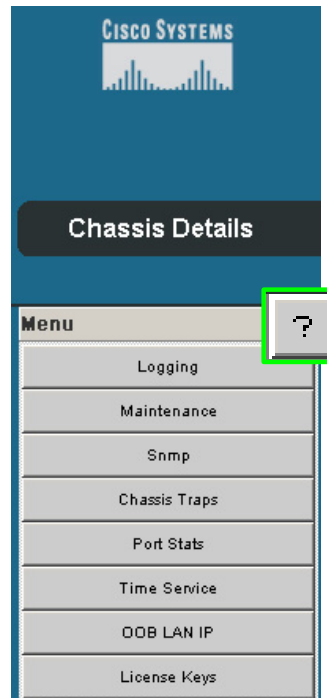 CISCO SYSTEMS
Chassis Details
Menu
?
Logging
Maintenance
Snmp
Chassis Traps
Port Stats
Time Service
OOB LAN IP
License Keys